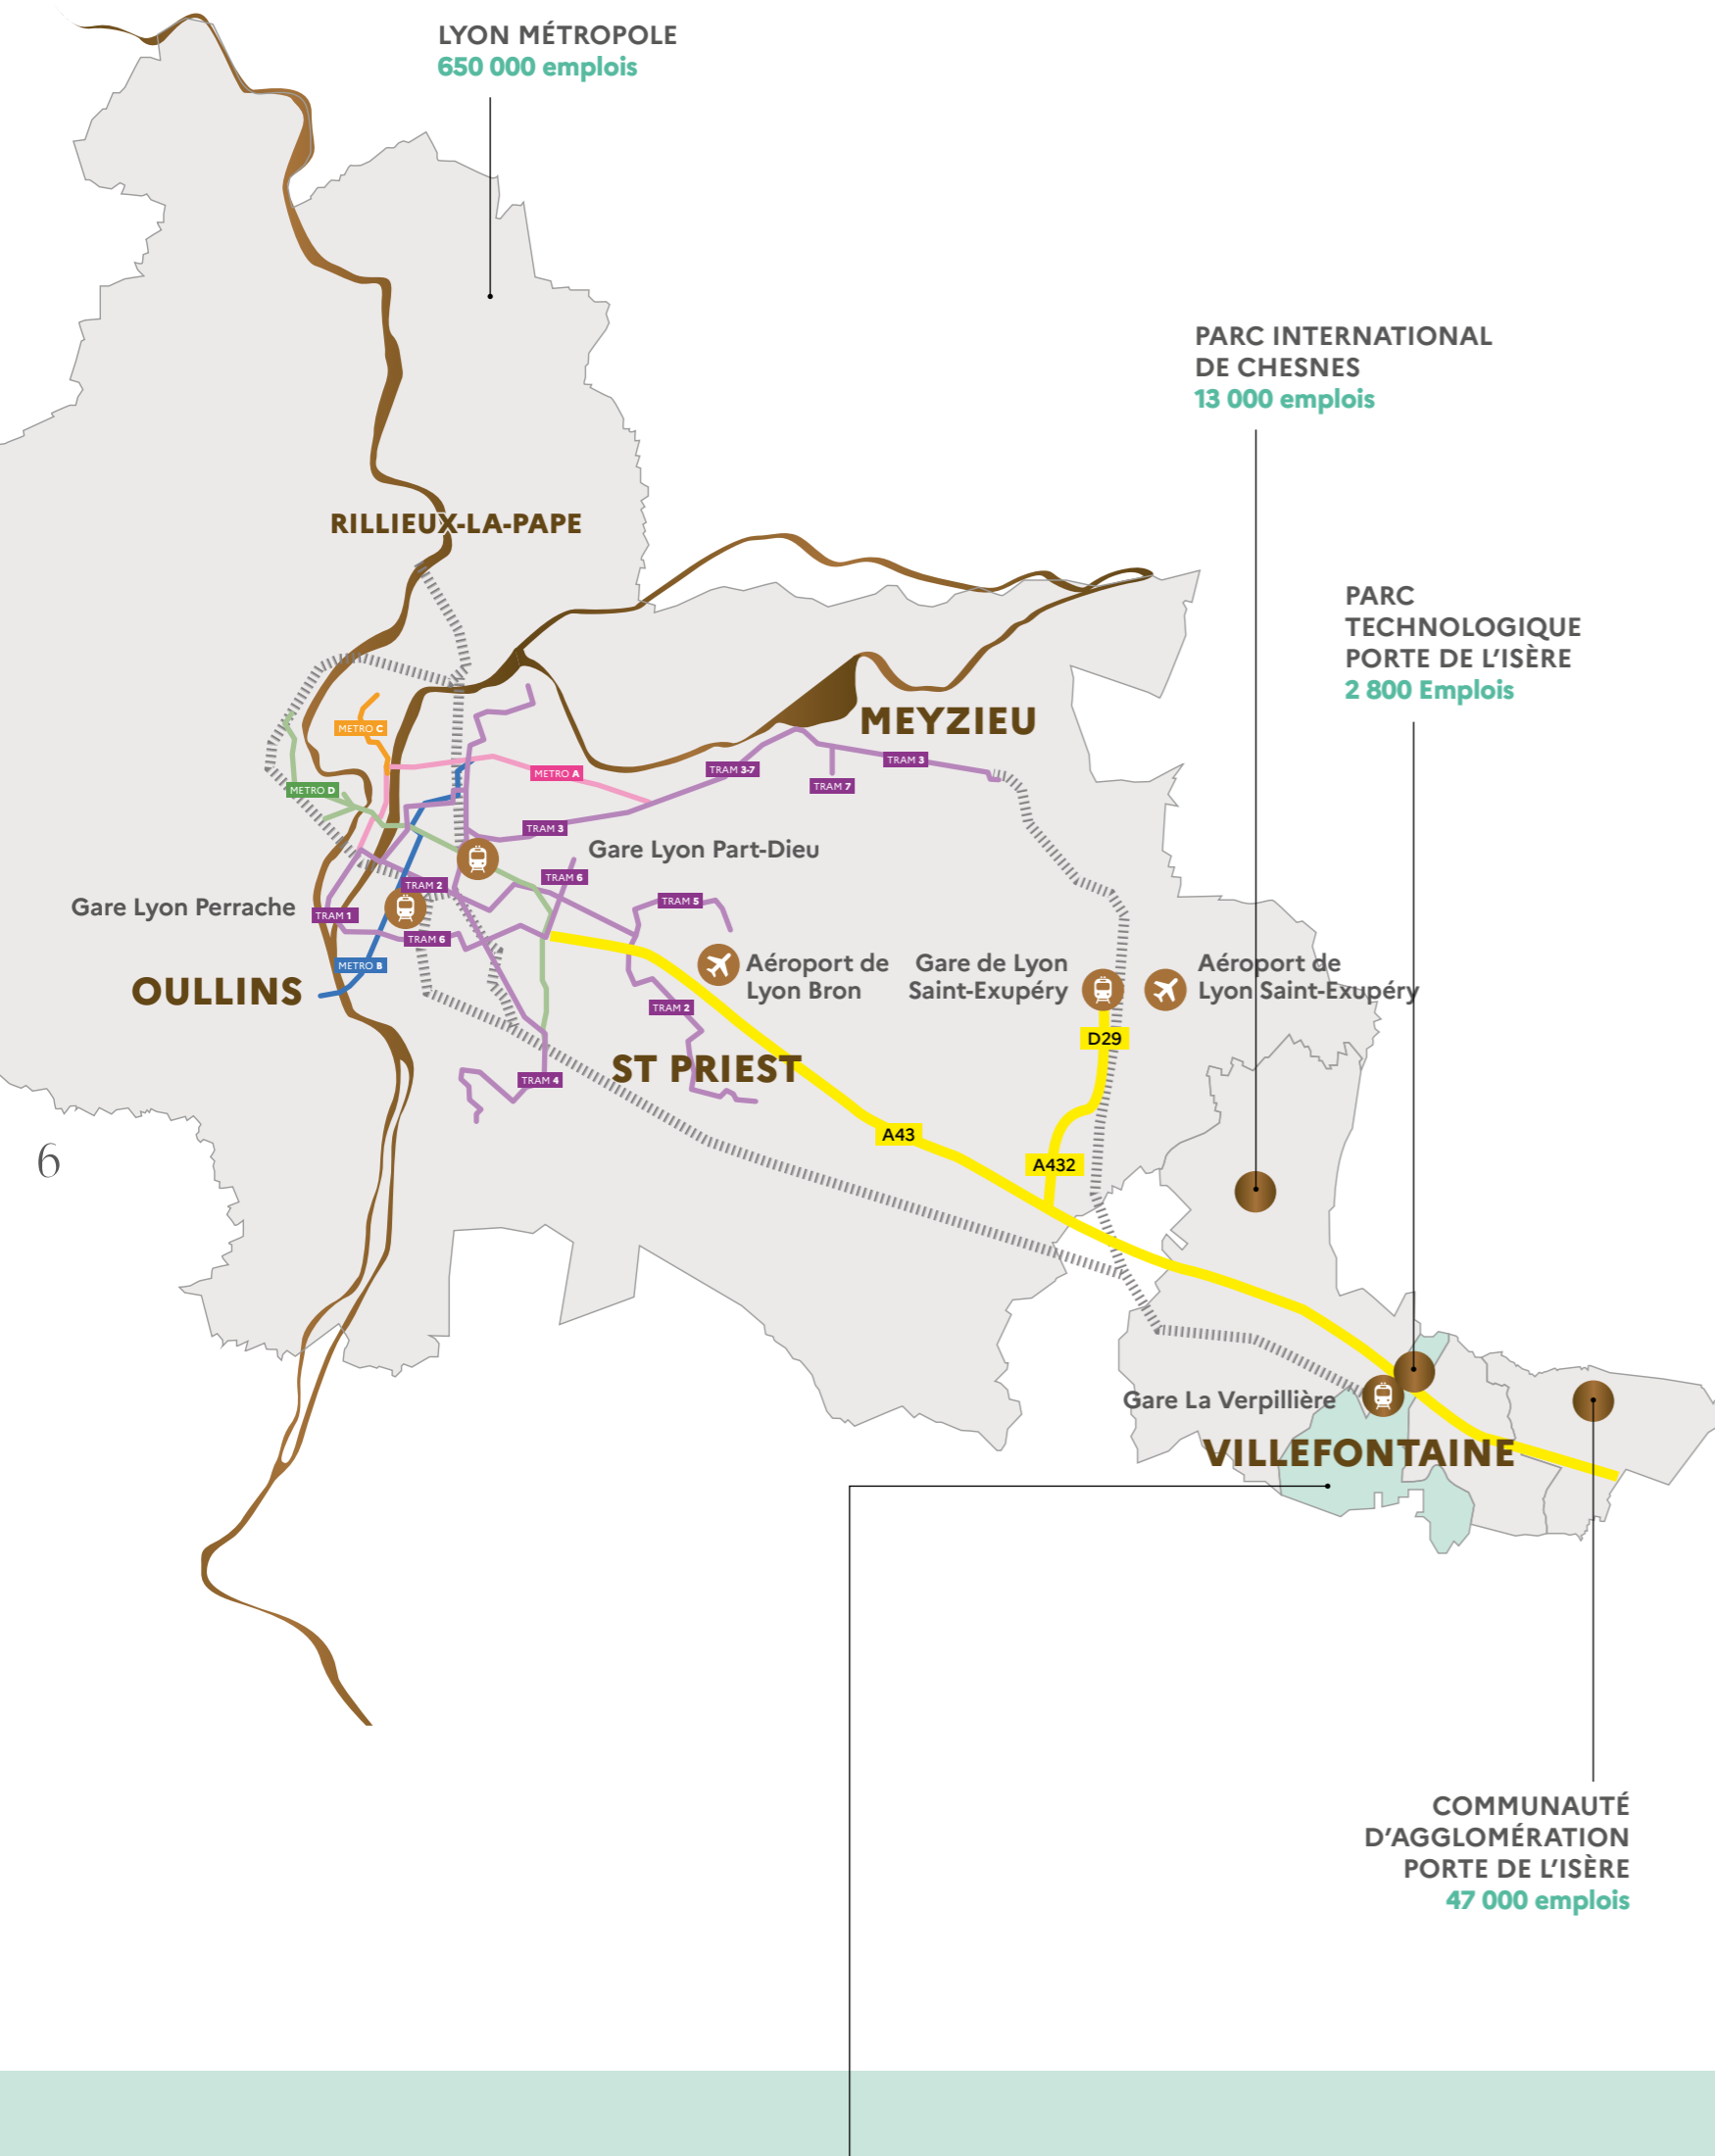 LYON MÉTROPOLE
650 000 emplois
PARC INTERNATIONAL
DE CHESNES
13 000 emplois
RILLIEUX-LA-PAPE
PARC
TECHNOLOGIQUE
PORTE DE L'ISÈRE
2 800 Emplois
MEYZIEU
METRO C
METRO A
TRAM 3-7
TRAM 3
TRAM 7
METRO D
TRAM 3
Gare Lyon Part-Dieu
TRAM 6
TRAM 2
TRAM 5
Gare Lyon Perrache
TRAM 1
TRAM 6
METRO B
OULLINS
Aéroport de
Lyon Bron
Gare de Lyon
Saint-Exupéry
Aéroport de
Lyon Saint-Exupéry
TRAM 2
D29
ST PRIEST
TRAM 4
A43
A432
6
Gare La Verpillière
VILLEFONTAINE
COMMUNAUTÉ
D'AGGLOMÉRATION
PORTE DE L'ISÈRE
47 000 emplois